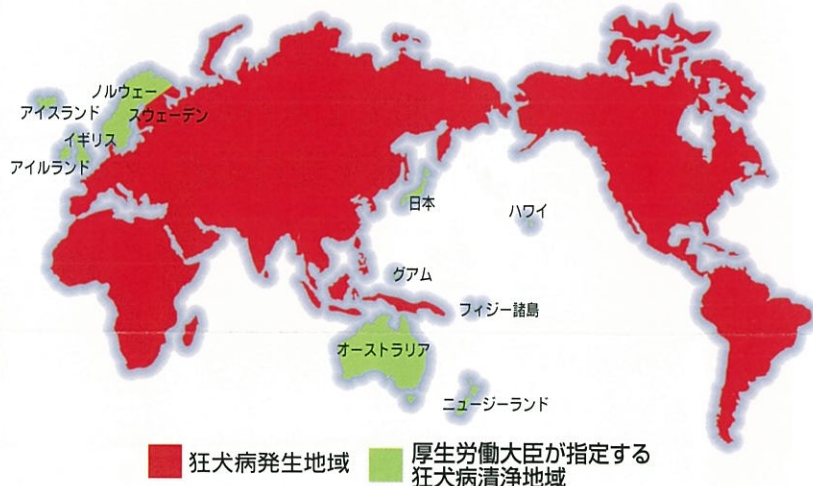 ノルウェー
アイスランド
スウェーデン
イギリス
アイルランド
日本
ハワイ
グアム
フィジー諸島
オーストラリア
ニュージーランド
狂犬病発生地域
厚生労働大臣が指定する
狂犬病清浄地域